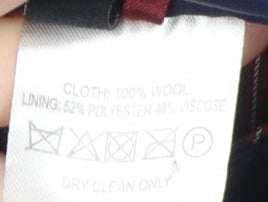 CLOTH: 100% WOOL
LINING: 52% POLYESTER 48% VISCOSE
P
DRY CLEAN ONLY